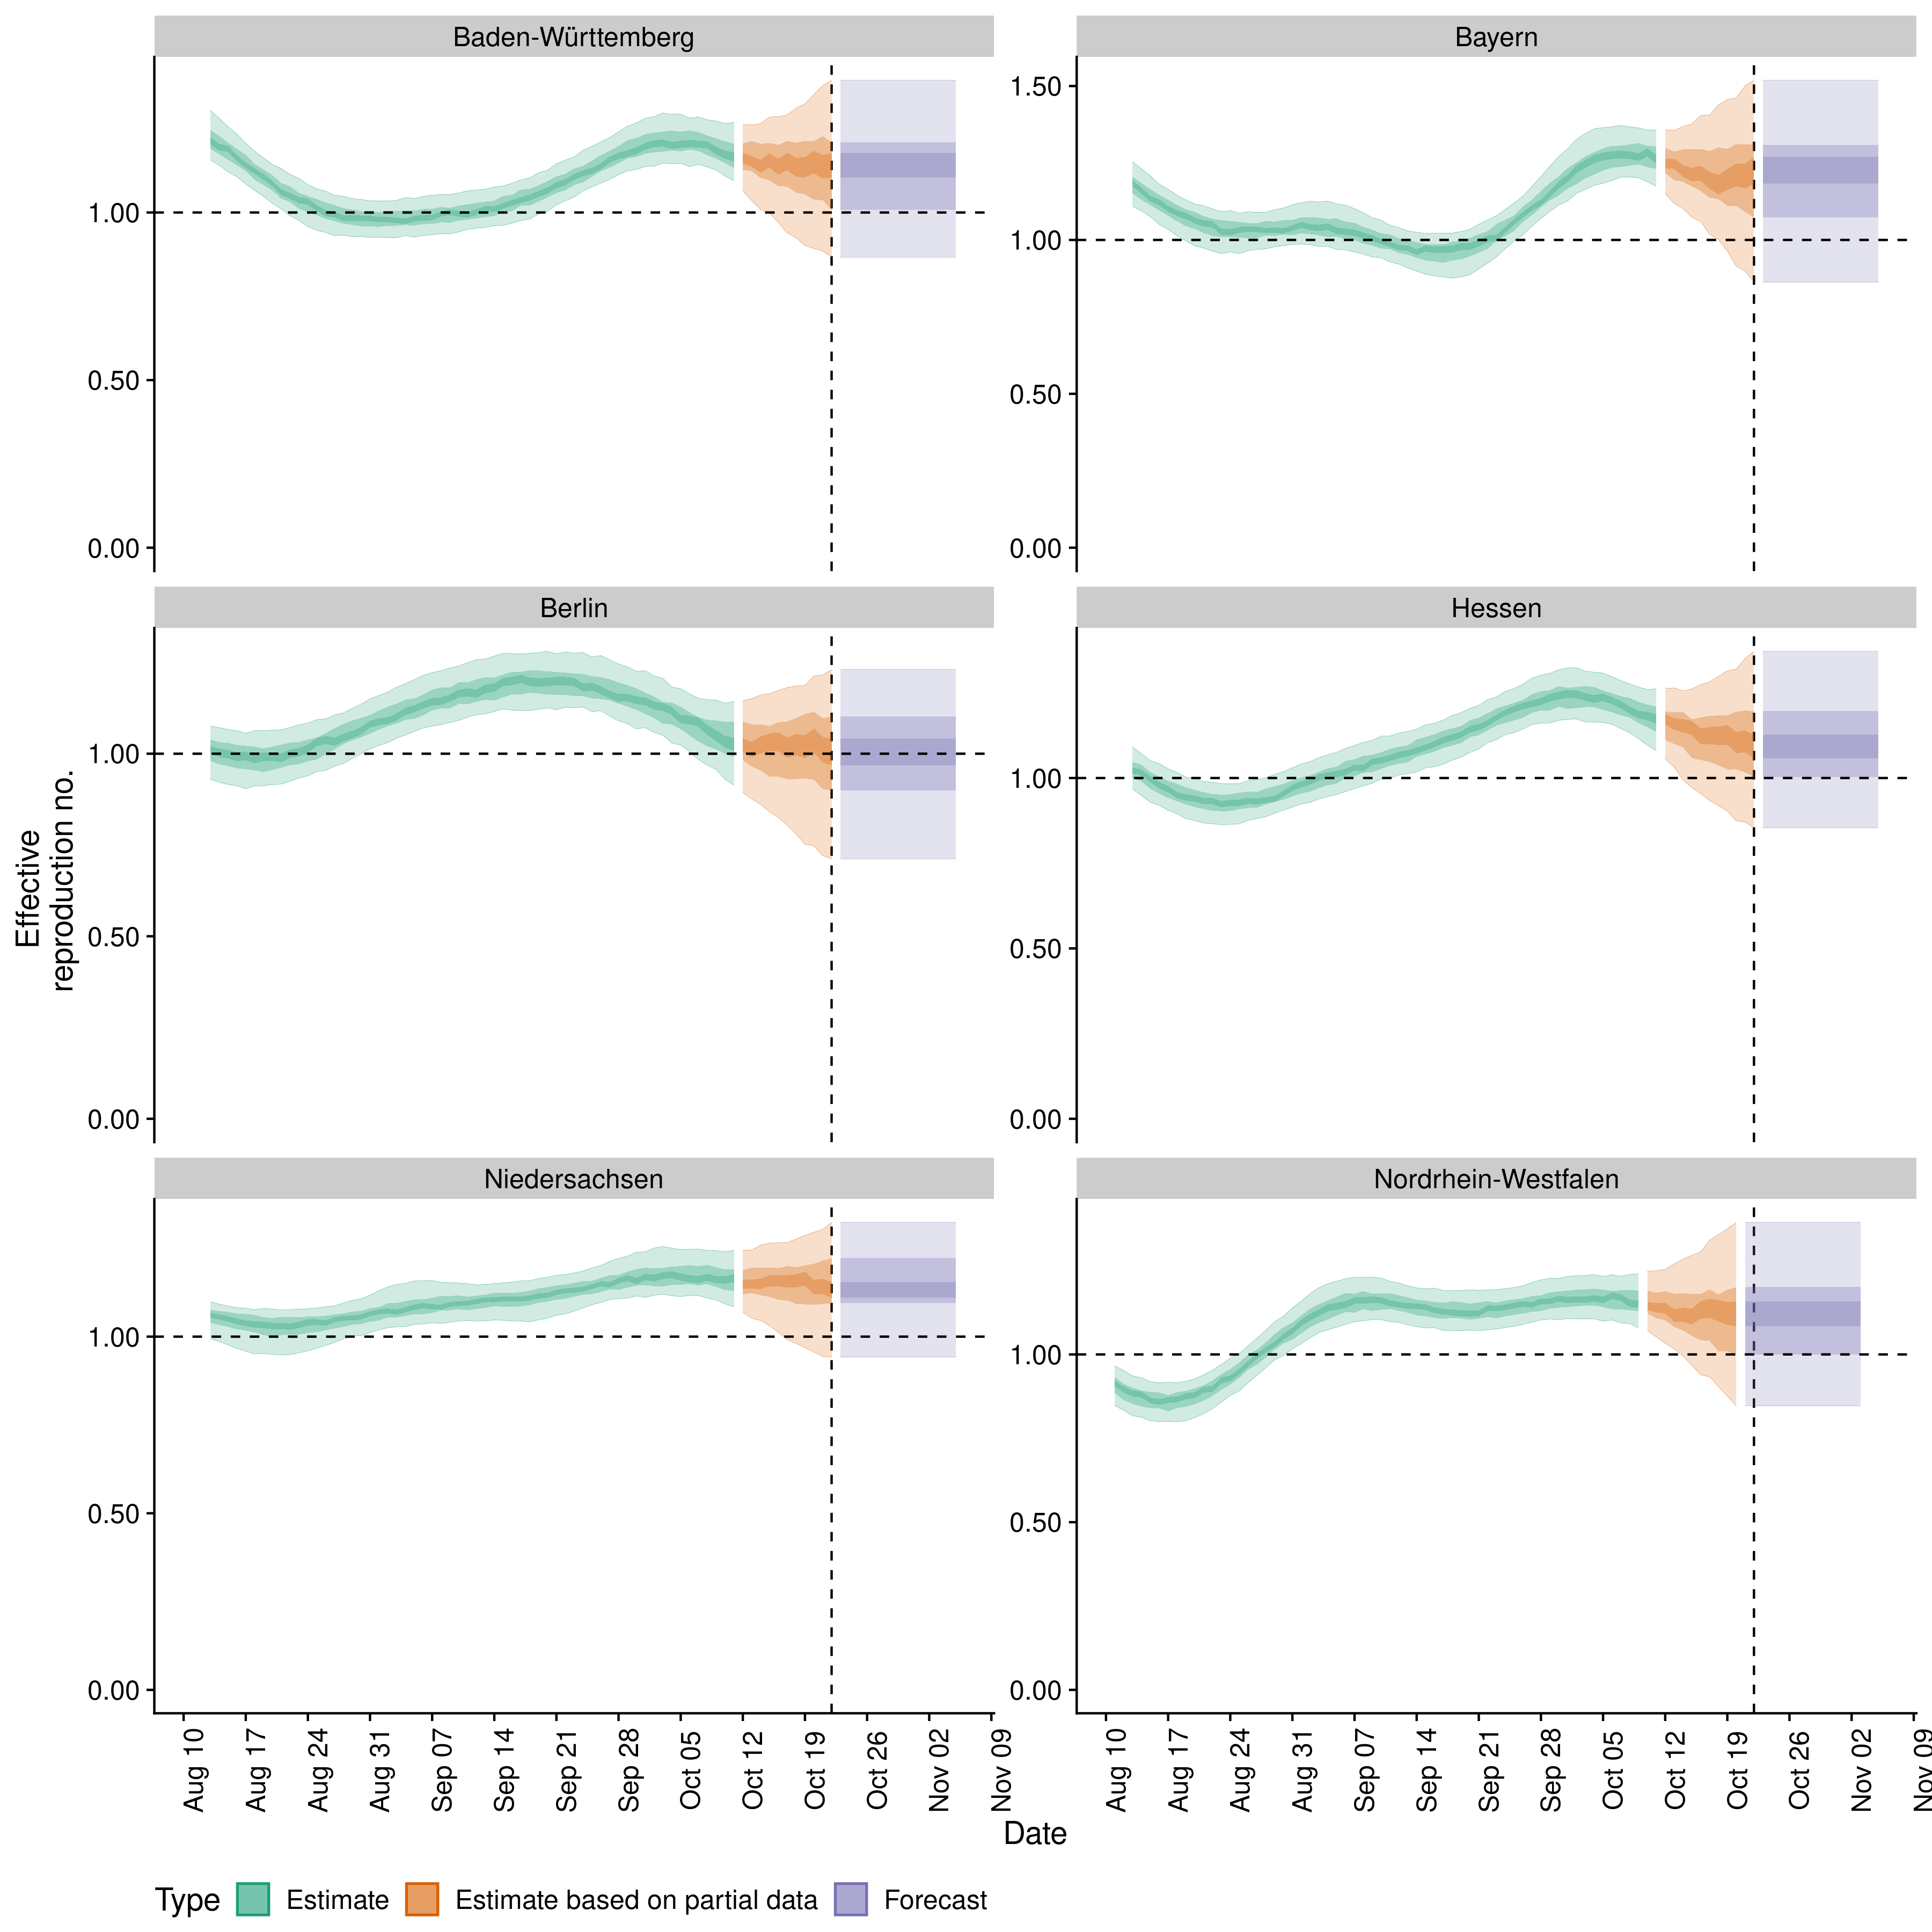 Baden-Württemberg
Bayern
1.00
0.50
0.00
1.50
1.00
0.50
0.00
Berlin
Hessen
1.00
0.50
0.00
1.00
0.50
0.00
Effective
reproduction no.
Niedersachsen
Nordrhein-Westfalen
1.00
0.50
0.00
1.00
0.50
0.00
Aug 10
Aug 17
Aug 24
Aug 31
Sep 07
Sep 14
Sep 21
Sep 28
Oct 05
Oct 12
Oct 19
Oct 26
Nov 02
Nov 09
Aug 10
Aug 17
Aug 24
Aug 31
Sep 07
Sep 14
Sep 21
Sep 28
Oct 05
Oct 12
Oct 19
Oct 26
Nov 02
Nov 09
Date
Type Estimate Estimate based on partial data Forecast